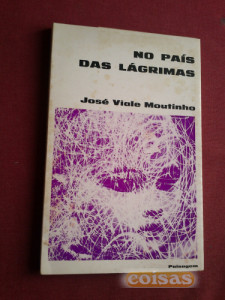 NO PAÍS
DAS LÁGRIMAS
José Viale Moutinho
Paisagem
coisas